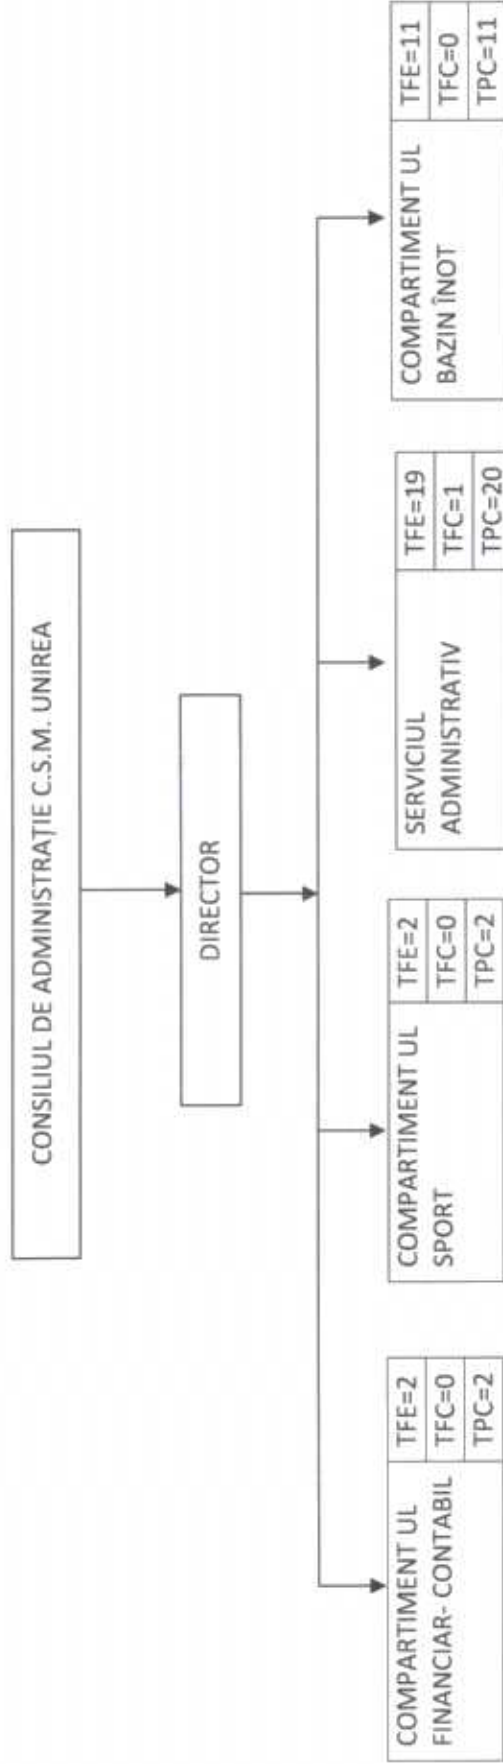 CONSILIUL DE ADMINISTRAȚIE C.S.M. UNIREA
DIRECTOR
COMPARTIMENT UL
FINANCIAR- CONTABIL
TFE=2
TFC=0
TPC=2
COMPARTIMENT UL
SPORT
TFE=2
TFC=0
TPC=2
SERVICIUL
ADMINISTRATIV
TFE=19
TFC=1
TPC=20
COMPARTIMENT UL
BAZIN ÎNOT
TFE=11
TFC=0
TPC=11